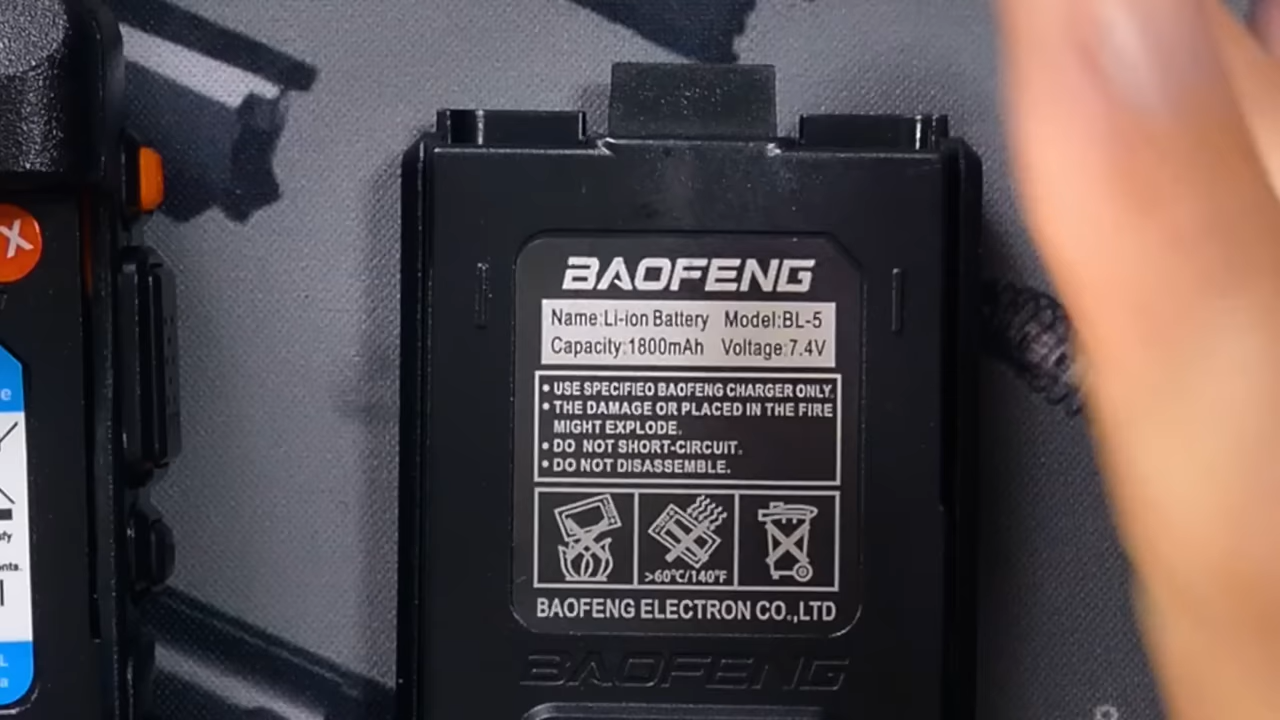 BAOFENG
Name:Li-ion Battery Model:BL-5
Capacity:1800mAh Voltage:7.4V
• USE SPECIFIED BAOFENG CHARGER ONLY.
• THE DAMAGE OR PLACED IN THE FIRE
MIGHT EXPLODE.
• DO NOT SHORT-CIRCUIT.
• DO NOT DISASSEMBLE.
>60°C/140°F
BAOFENG ELECTRON CO.,LTD
BAOFENG
X